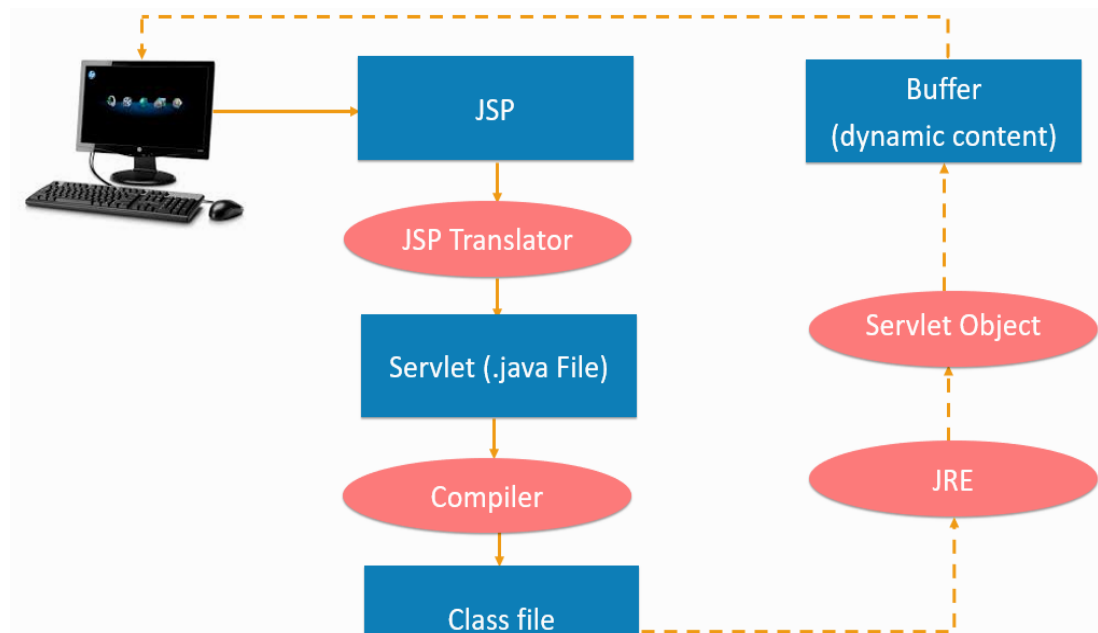 JSP
JSP Translator
Servlet (.java File)
Compiler
Class file
JRE
Servlet Object
Buffer
(dynamic content)